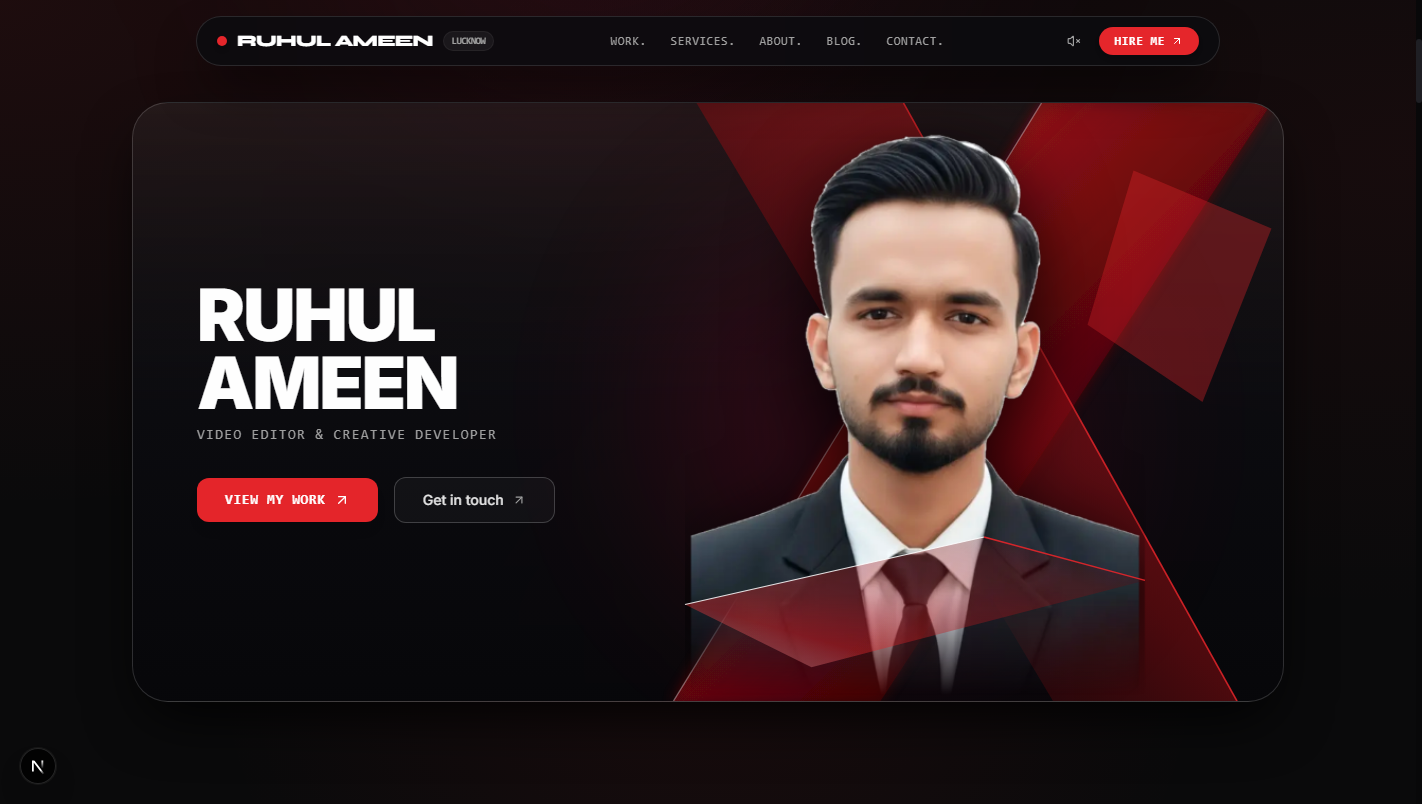 RUHUL AMEEN
LUCKNOW
WORK.
SERVICES.
ABOUT.
BLOG.
CONTACT.
HIRE ME
RUHUL
AMEEN
VIDEO EDITOR & CREATIVE DEVELOPER
VIEW MY WORK
Get in touch
N